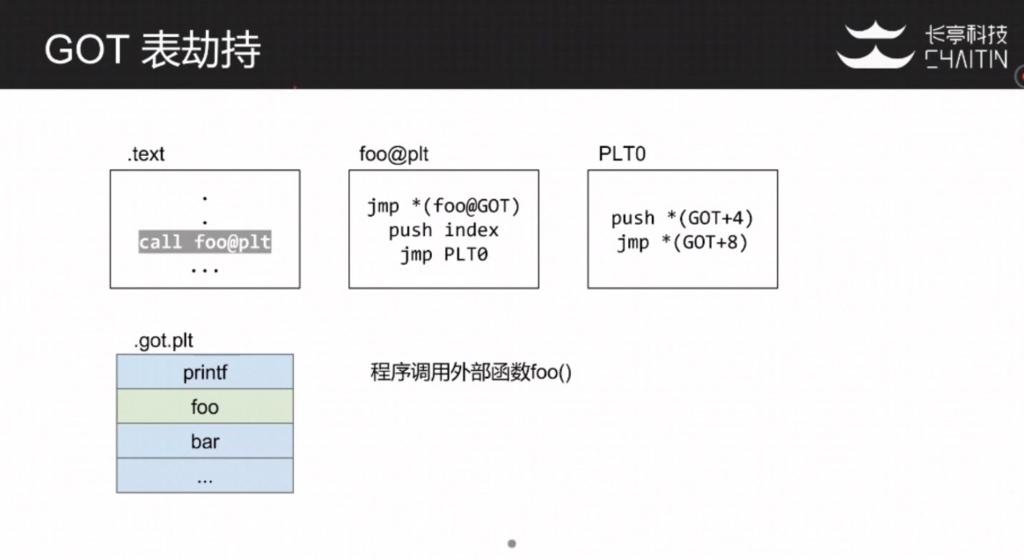 GOT 表劫持
长亭科技
CHAITIN
.text
.
.
call foo@plt
...
foo@plt
jmp *(foo@GOT)
push index
jmp PLT0
PLT0
push *(GOT+4)
jmp *(GOT+8)
.got.plt
printf
foo
bar
...
程序调用外部函数foo()